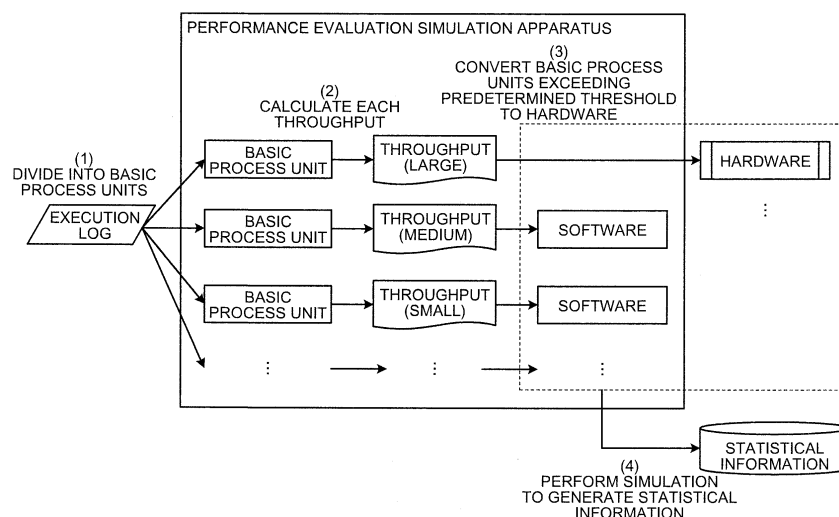 PERFORMANCE EVALUATION SIMULATION APPARATUS
(3)
CONVERT BASIC PROCESS
UNITS EXCEEDING
PREDETERMINED THRESHOLD
TO HARDWARE
(2)
CALCULATE EACH
THROUGHPUT
(1)
DIVIDE INTO BASIC
PROCESS UNITS
EXECUTION
LOG
BASIC
PROCESS UNIT
THROUGHPUT
(LARGE)
HARDWARE
BASIC
PROCESS UNIT
THROUGHPUT
(MEDIUM)
SOFTWARE
BASIC
PROCESS UNIT
THROUGHPUT
(SMALL)
SOFTWARE
STATISTICAL
INFORMATION
(4)
PERFORM SIMULATION
TO GENERATE STATISTICAL
INFORMATION